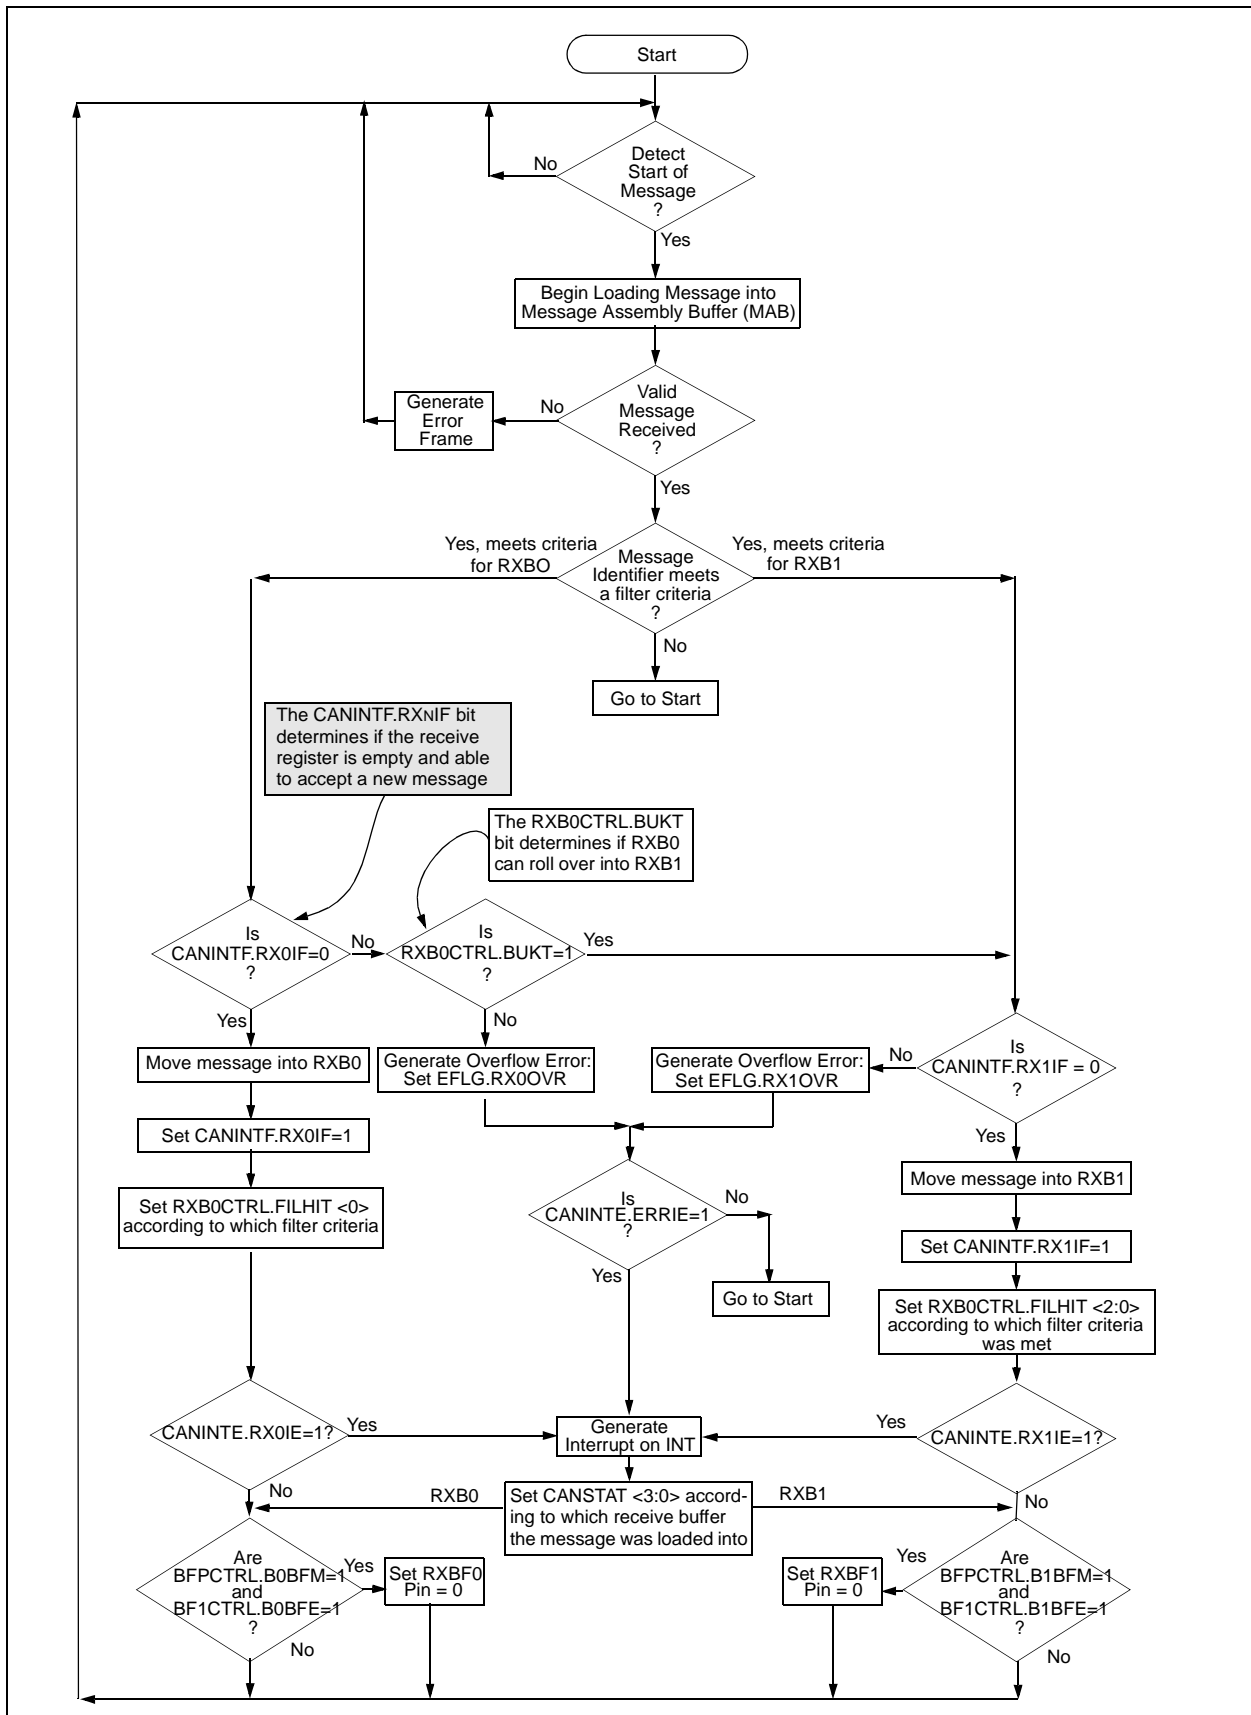 Start
No
Detect
Start of
Message
?
Yes
Begin Loading Message into
Message Assembly Buffer (MAB)
Generate
Error
Frame
No
Valid
Message
Received
?
Yes
Yes, meets criteria
for RXBO
Message
Identifier meets
a filter criteria
?
Yes, meets criteria
for RXB1
No
Go to Start
The CANINTF.RXNIF bit
determines if the receive
register is empty and able
to accept a new message
The RXB0CTRL.BUKT
bit determines if RXB0
can roll over into RXB1
Is
CANINTF.RX0IF=0
?
No
Is
RXB0CTRL.BUKT=1
?
Yes
Yes
No
Move message into RXB0
Generate Overflow Error:
Set EFLG.RX0OVR
Generate Overflow Error:
Set EFLG.RX1OVR
No
Is
CANINTF.RX1IF = 0
?
Set CANINTF.RX0IF=1
Yes
Set RXB0CTRL.FILHIT <0>
according to which filter criteria
Is
CANINTE.ERRIE=1
?
No
Move message into RXB1
Yes
Set CANINTF.RX1IF=1
Go to Start
Set RXB0CTRL.FILHIT <2:0>
according to which filter criteria
was met
CANINTE.RX0IE=1?
Yes
Generate
Interrupt on INT
Yes
CANINTE.RX1IE=1?
No
RXB0
Set CANSTAT <3:0> accord-
ing to which receive buffer
the message was loaded into
RXB1
No
Are
BFPCTRL.B0BFM=1
and
BF1CTRL.B0BFE=1
?
Yes
Set RXBF0
Pin = 0
Set RXBF1
Pin = 0
Yes
Are
BFPCTRL.B1BFM=1
and
BF1CTRL.B1BFE=1
?
No
No